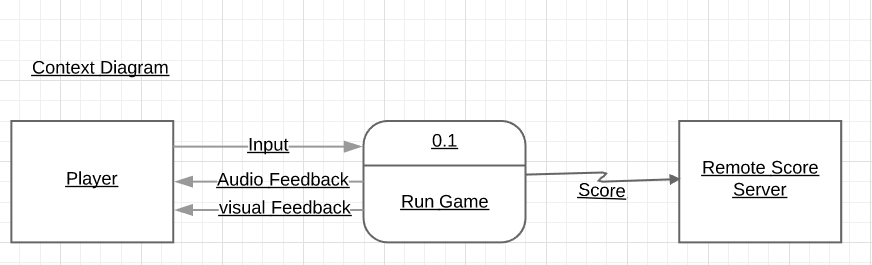 Context Diagram
Input
0.1
Player
Audio Feedback
visual Feedback
Run Game
Score
Remote Score
Server